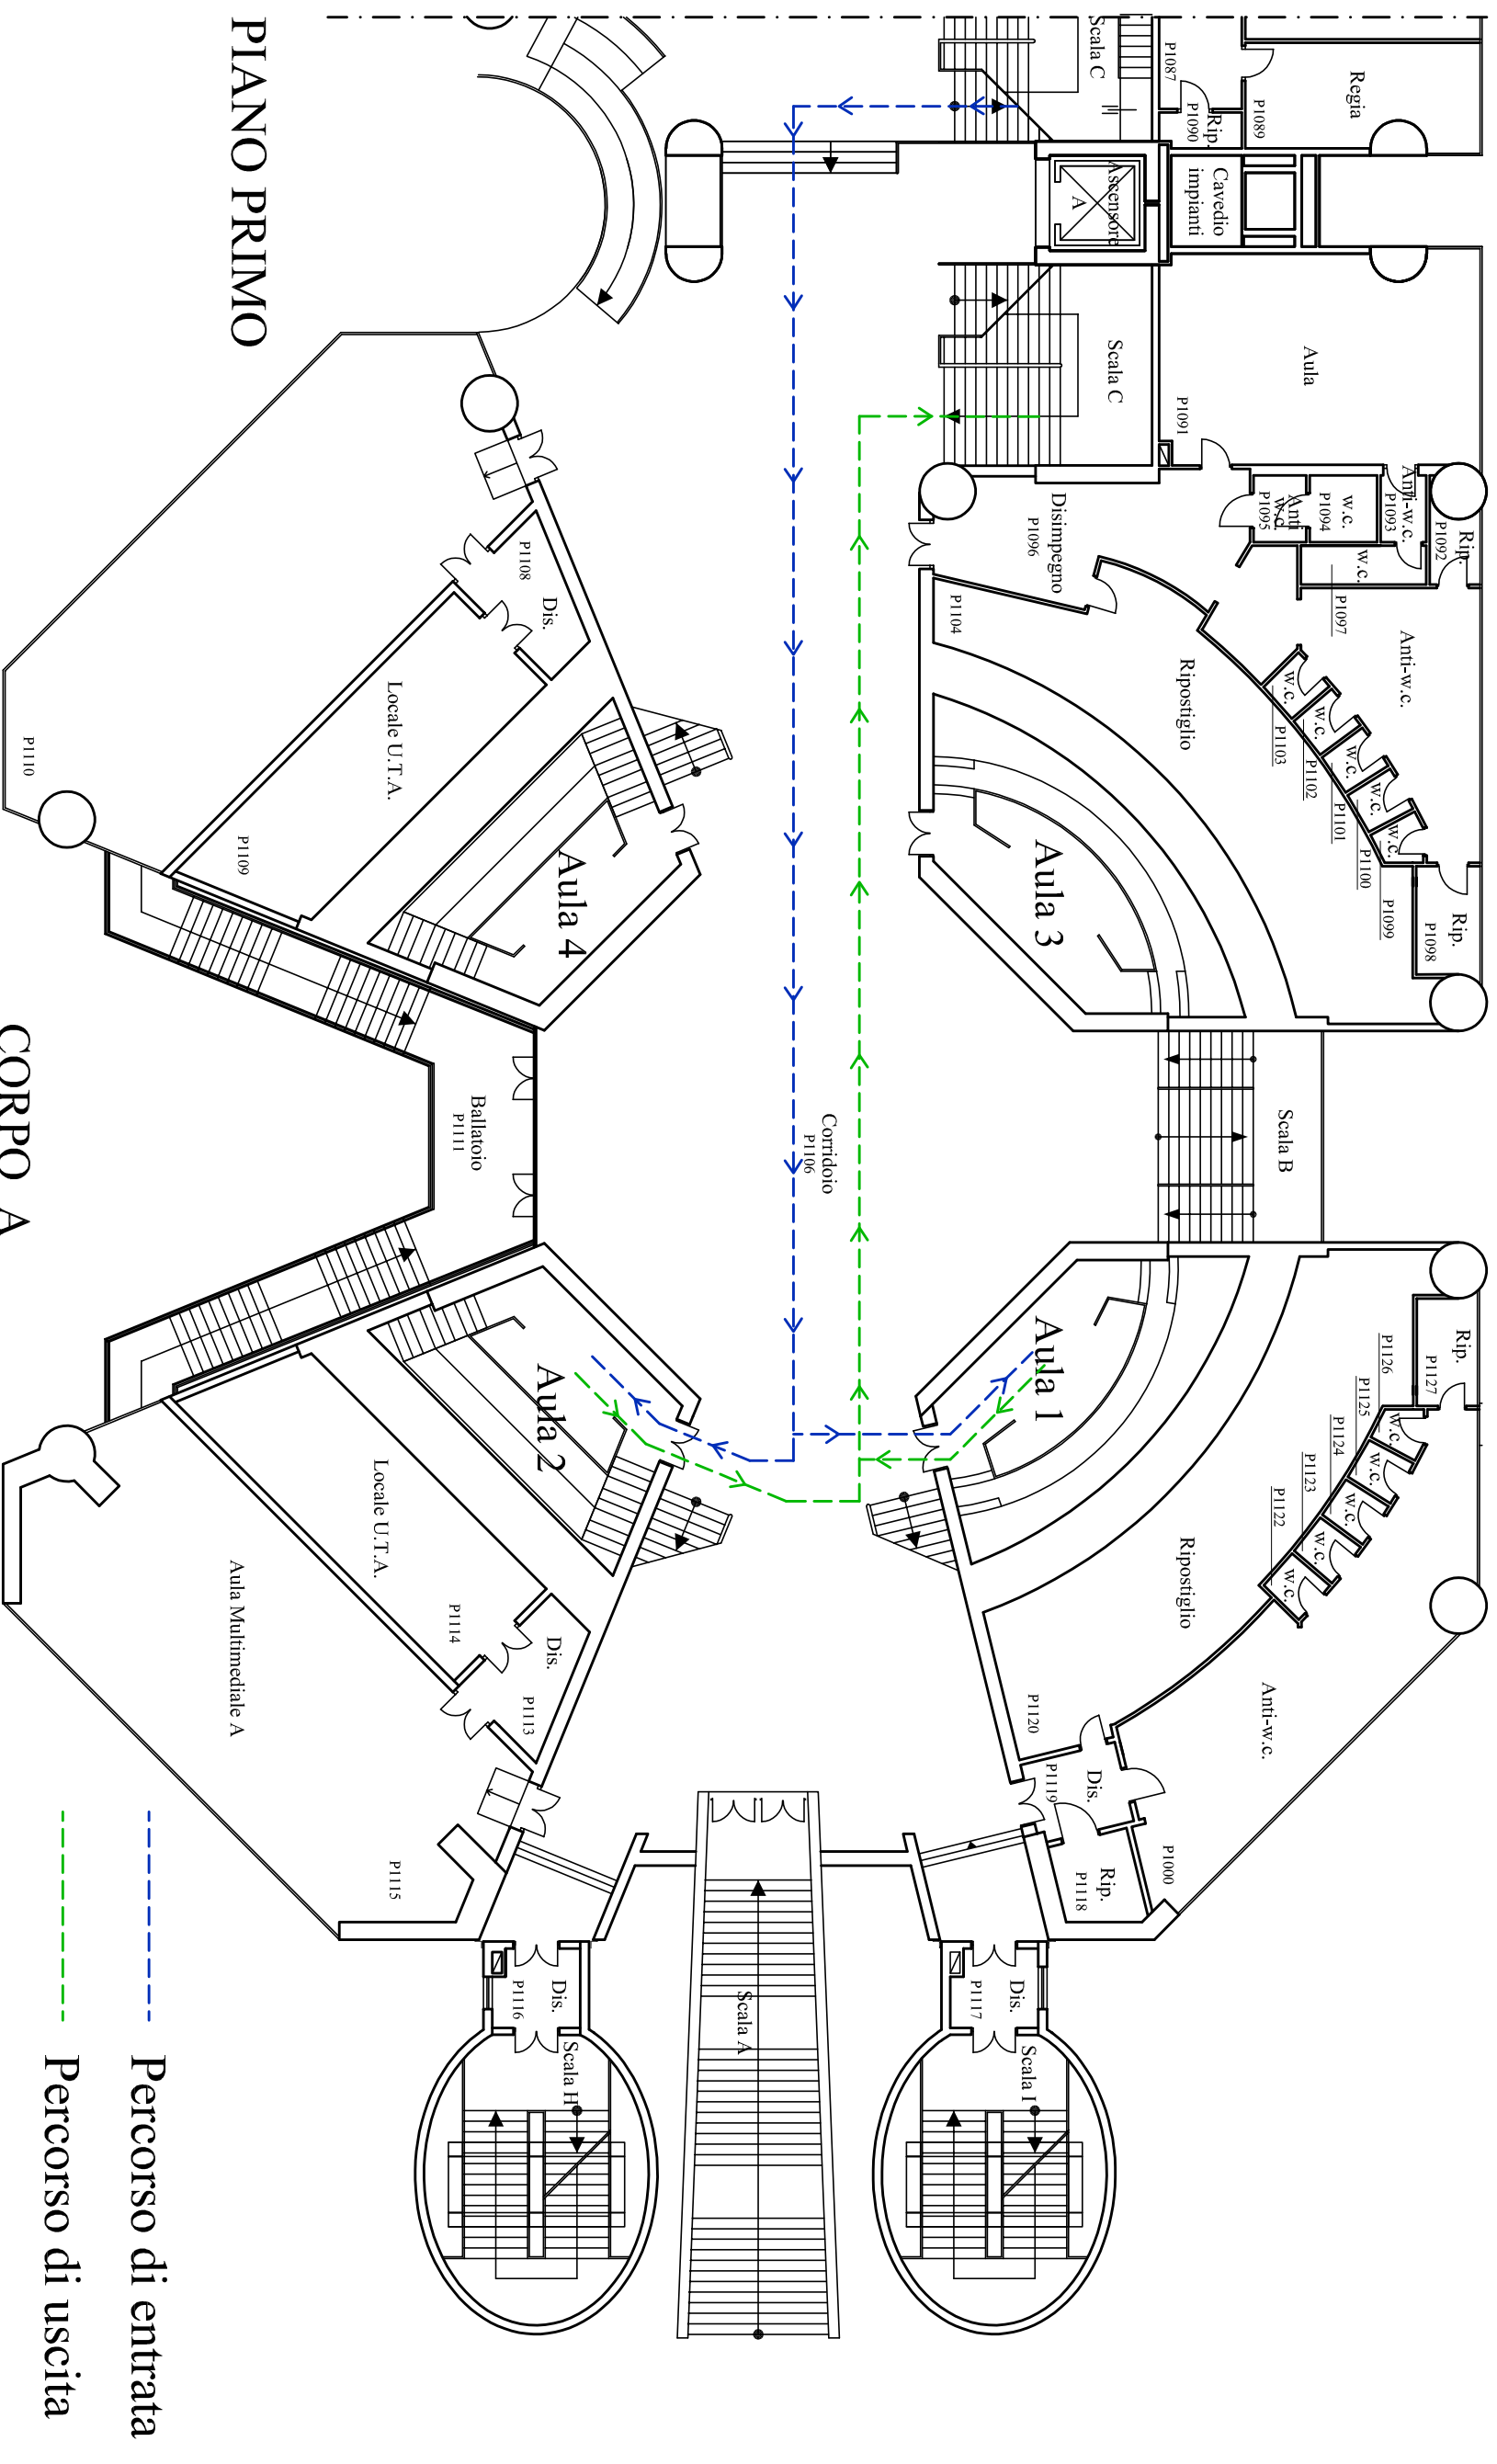 PIANO PRIMO
CORPO A
Percorso di entrata
Percorso di uscita
Scala C
P1087
Rip.
P1090
P1089
Regia
Ascensore
A
Cavedio
impianti
Scala C
P1091
Aula
Disimpegno
P1096
Anti
w.c.
P1095
w.c.
P1094
Anti-w.c.
P1093
Rip.
P1092
w.c.
P1097
Anti-w.c.
P1104
Ripostiglio
w.c.
w.c.
w.c.
w.c.
w.c.
P1103
P1102
P1101
P1100
P1099
Rip.
P1098
Aula 3
Dis.
P1108
Locale U.T.A.
P1109
P1110
Aula 4
Ballatoio
P1111
Corridoio
P1106
Scala B
Aula 1
Aula 2
Rip.
P1127
P1126
P1125
P1124
P1123
P1122
w.c.
w.c.
w.c.
w.c.
w.c.
Ripostiglio
Anti-w.c.
P1120
P1119
Dis.
Rip.
P1118
P1000
Locale U.T.A.
P1114
Dis.
P1113
Aula Multimediale A
P1115
Dis.
P1116
Scala H
Scala A
Dis.
P1117
Scala I